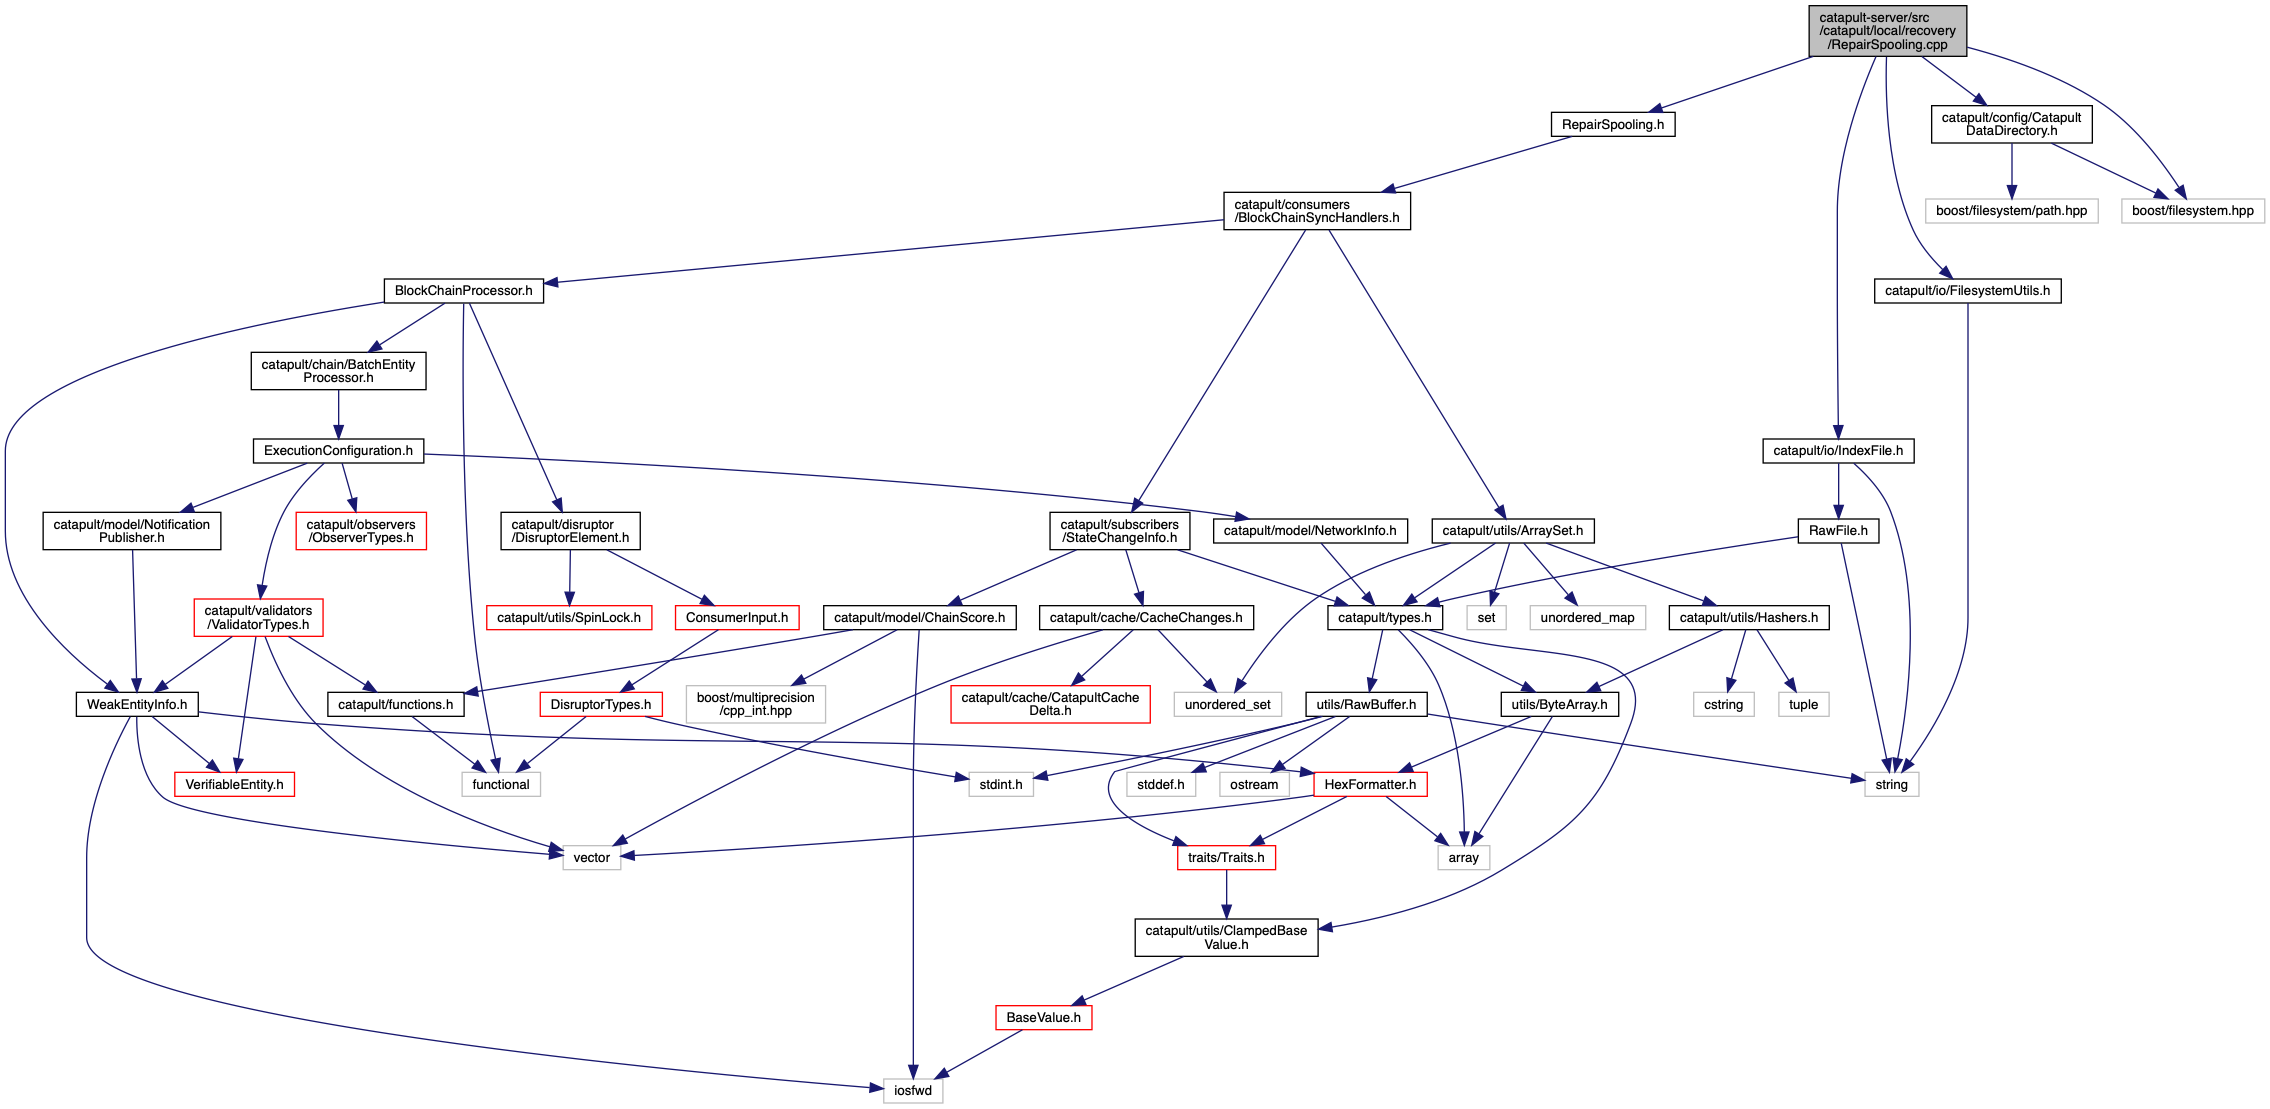 catapult-server/src
/catapult/local/recovery
/RepairSpooling.cpp
RepairSpooling.h
catapult/config/Catapult
DataDirectory.h
catapult/consumers
/BlockChainSyncHandlers.h
boost/filesystem/path.hpp
boost/filesystem.hpp
BlockChainProcessor.h
catapult/io/FilesystemUtils.h
catapult/chain/BatchEntity
Processor.h
ExecutionConfiguration.h
catapult/io/IndexFile.h
catapult/model/Notification
Publisher.h
catapult/observers
/ObserverTypes.h
catapult/disruptor
/DisruptorElement.h
catapult/subscribers
/StateChangeInfo.h
catapult/model/NetworkInfo.h
catapult/utils/ArraySet.h
RawFile.h
catapult/validators
/ValidatorTypes.h
catapult/utils/SpinLock.h
ConsumerInput.h
catapult/model/ChainScore.h
catapult/cache/CacheChanges.h
catapult/types.h
set
unordered_map
catapult/utils/Hashers.h
WeakEntityInfo.h
catapult/functions.h
DisruptorTypes.h
boost/multiprecision
/cpp_int.hpp
catapult/cache/CatapultCache
Delta.h
unordered_set
utils/RawBuffer.h
utils/ByteArray.h
cstring
tuple
VerifiableEntity.h
functional
stdint.h
stddef.h
ostream
HexFormatter.h
string
vector
traits/Traits.h
array
catapult/utils/ClampedBase
Value.h
BaseValue.h
iosfwd